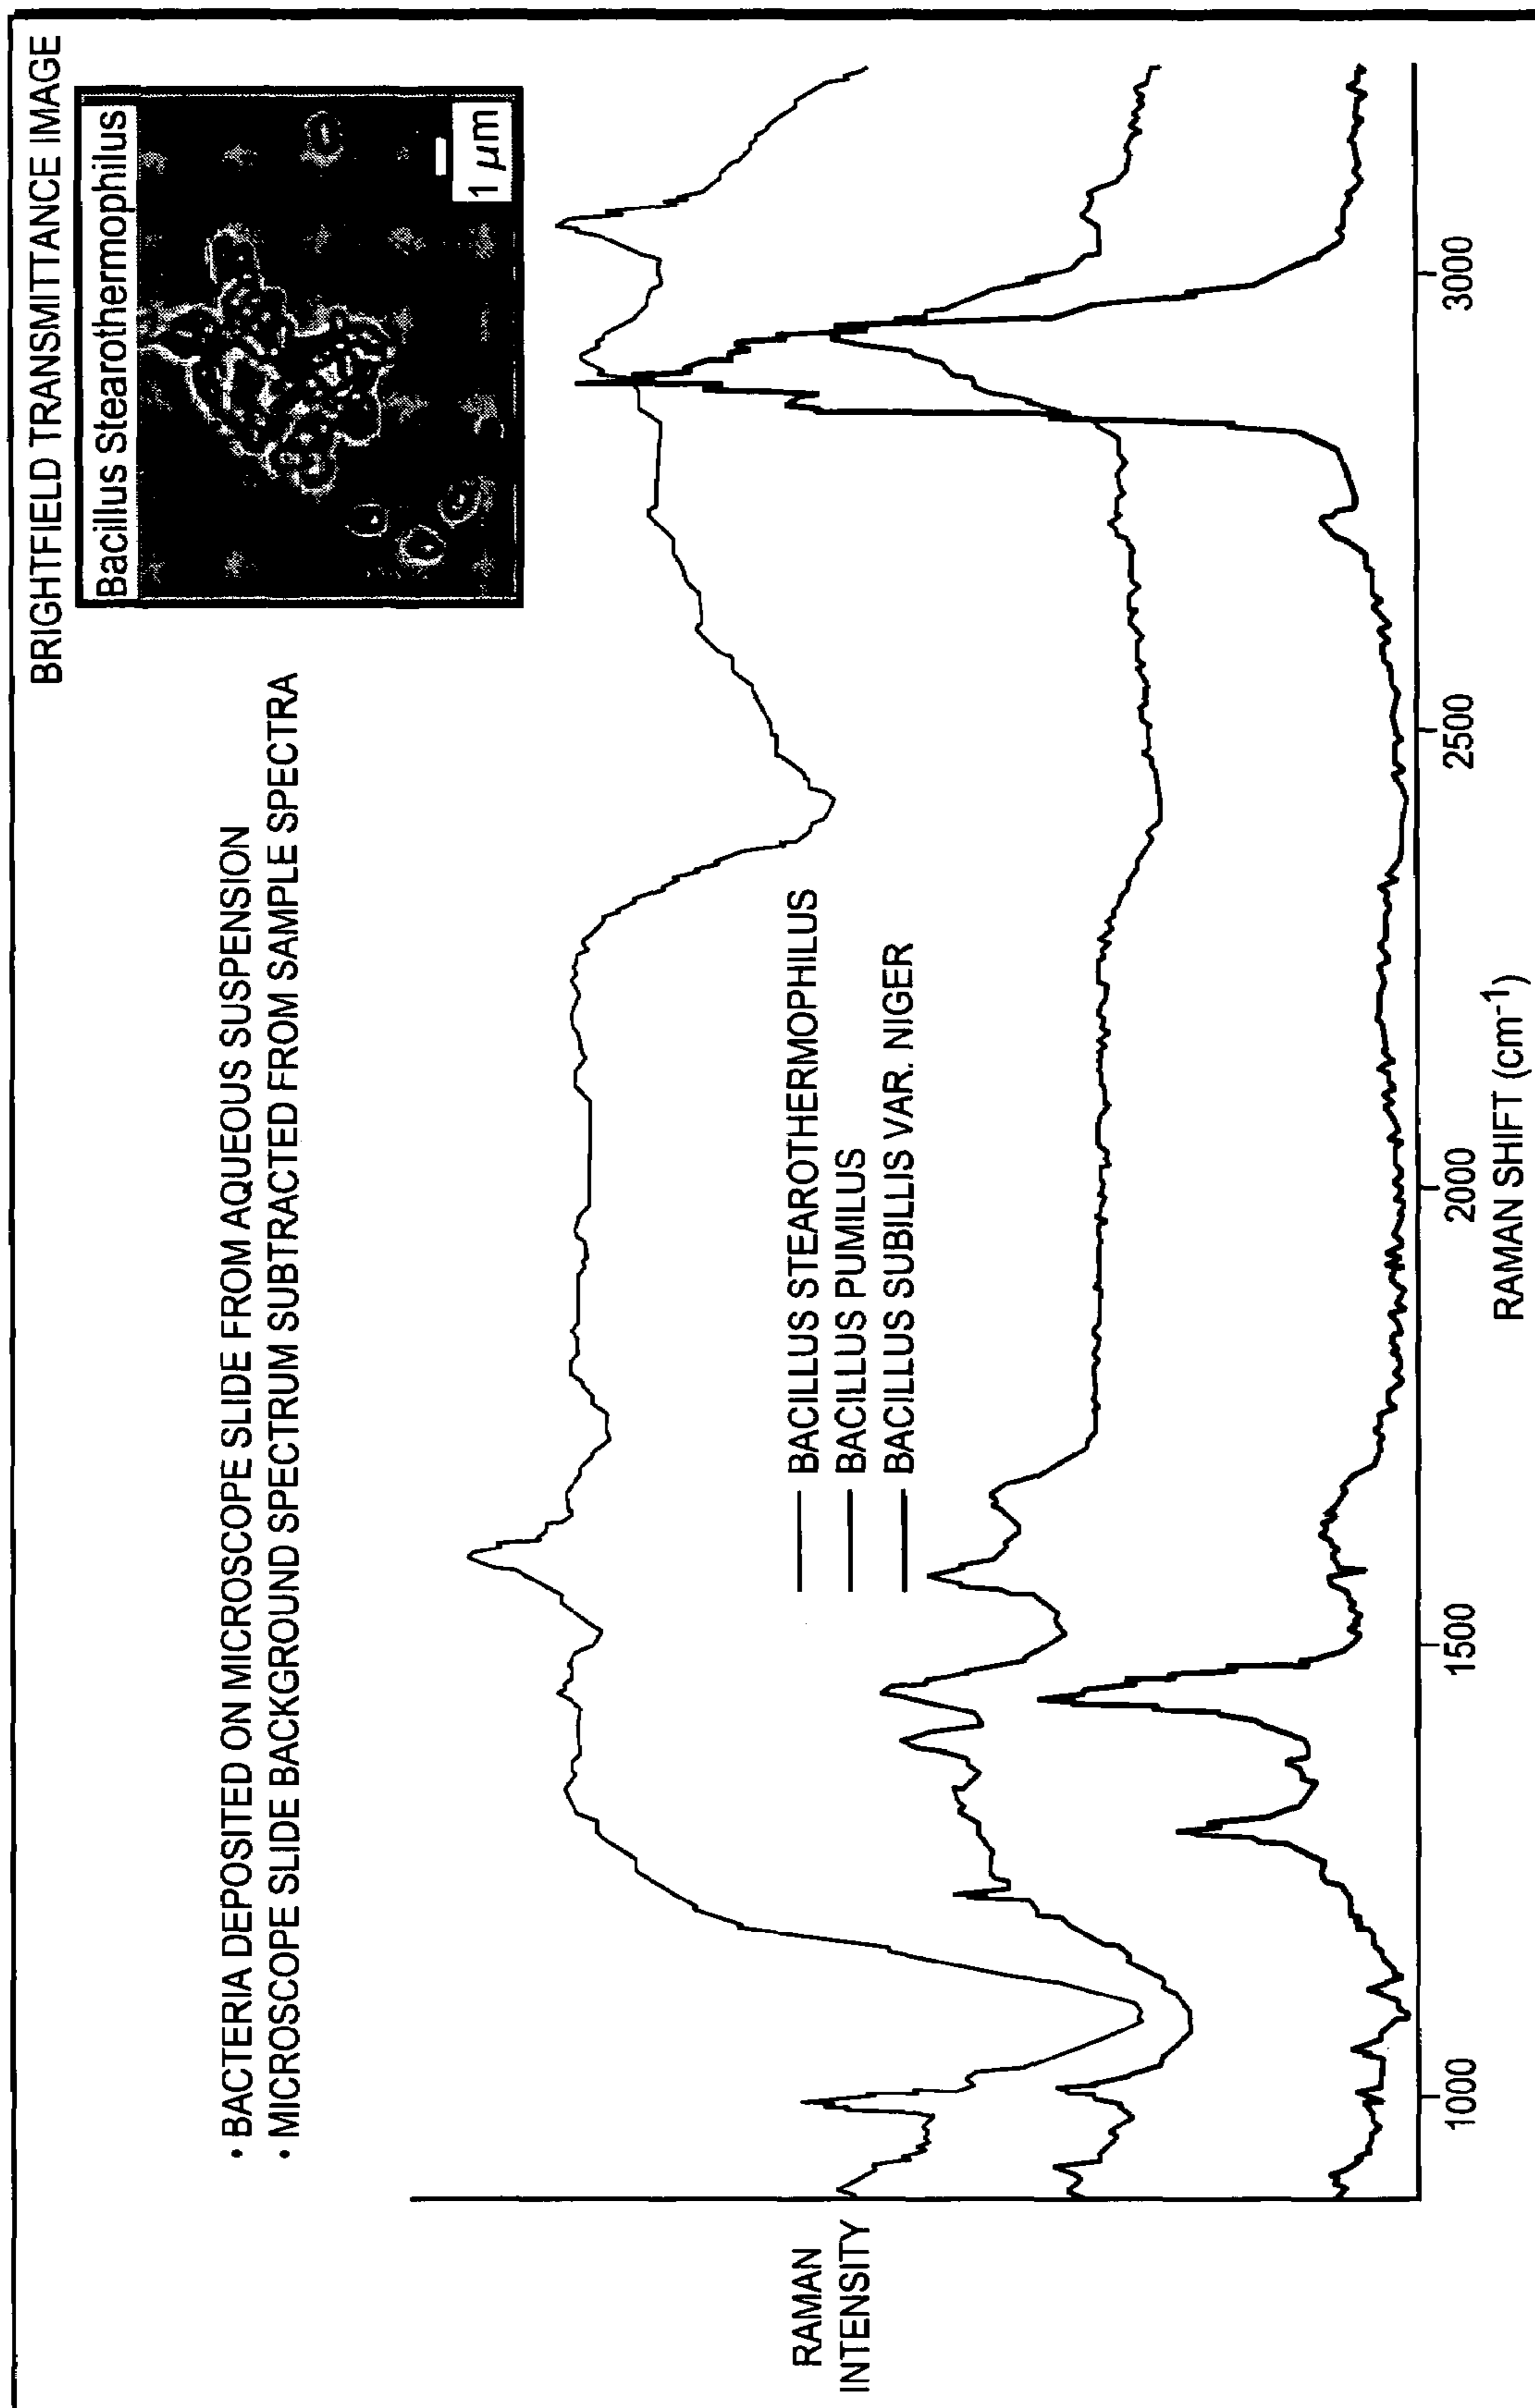 BRIGHTFIELD TRANSMITTANCE IMAGE
Bacillus Stearothermophilus
1 μm
• BACTERIA DEPOSITED ON MICROSCOPE SLIDE FROM AQUEOUS SUSPENSION
• MICROSCOPE SLIDE BACKGROUND SPECTRUM SUBTRACTED FROM SAMPLE SPECTRA
BACILLUS STEAROTHERMOPHILUS
BACILLUS PUMILUS
BACILLUS SUBILLIS VAR. NIGER
RAMAN
INTENSITY
1000 1500 2000 2500 3000
RAMAN SHIFT (cm⁻¹)